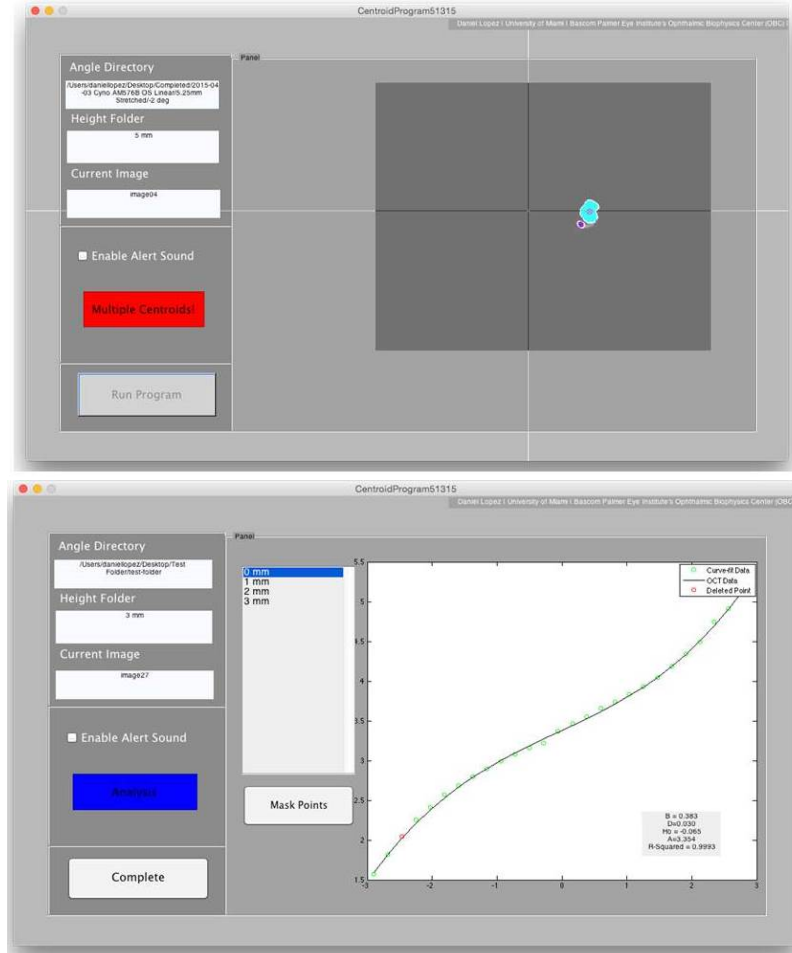 CentroidProgram51315
Daniel Lopez | University of Miami | Bascom Palmer Eye Institute's Ophthalmic Biophysics Center (OBC)
Panel
Angle Directory
/Users/daniellopez/Desktop/Completed/2015-04
-03 Cyno AM576B OS Linear/5.25mm
Stretched/-2 deg
Height Folder
5 mm
Current Image
image04
Enable Alert Sound
Multiple Centroids!
Run Program
CentroidProgram51315
Daniel Lopez | University of Miami | Bascom Palmer Eye Institute's Ophthalmic Biophysics Center (OBC)
Panel
Angle Directory
/Users/daniellopez/Desktop/Test
Folder/test-folder
Height Folder
3 mm
Current Image
image27
Enable Alert Sound
Analysis
Complete
0 mm
1 mm
2 mm
3 mm
Mask Points
5.5
5
4.5
4
3.5
3
2.5
2
1.5
-3 -2 -1 0 1 2 3
Curve-fit Data
OCT Data
Deleted Point
B = 0.383
D=0.030
Ho = -0.065
A=3.354
R-Squared = 0.9993